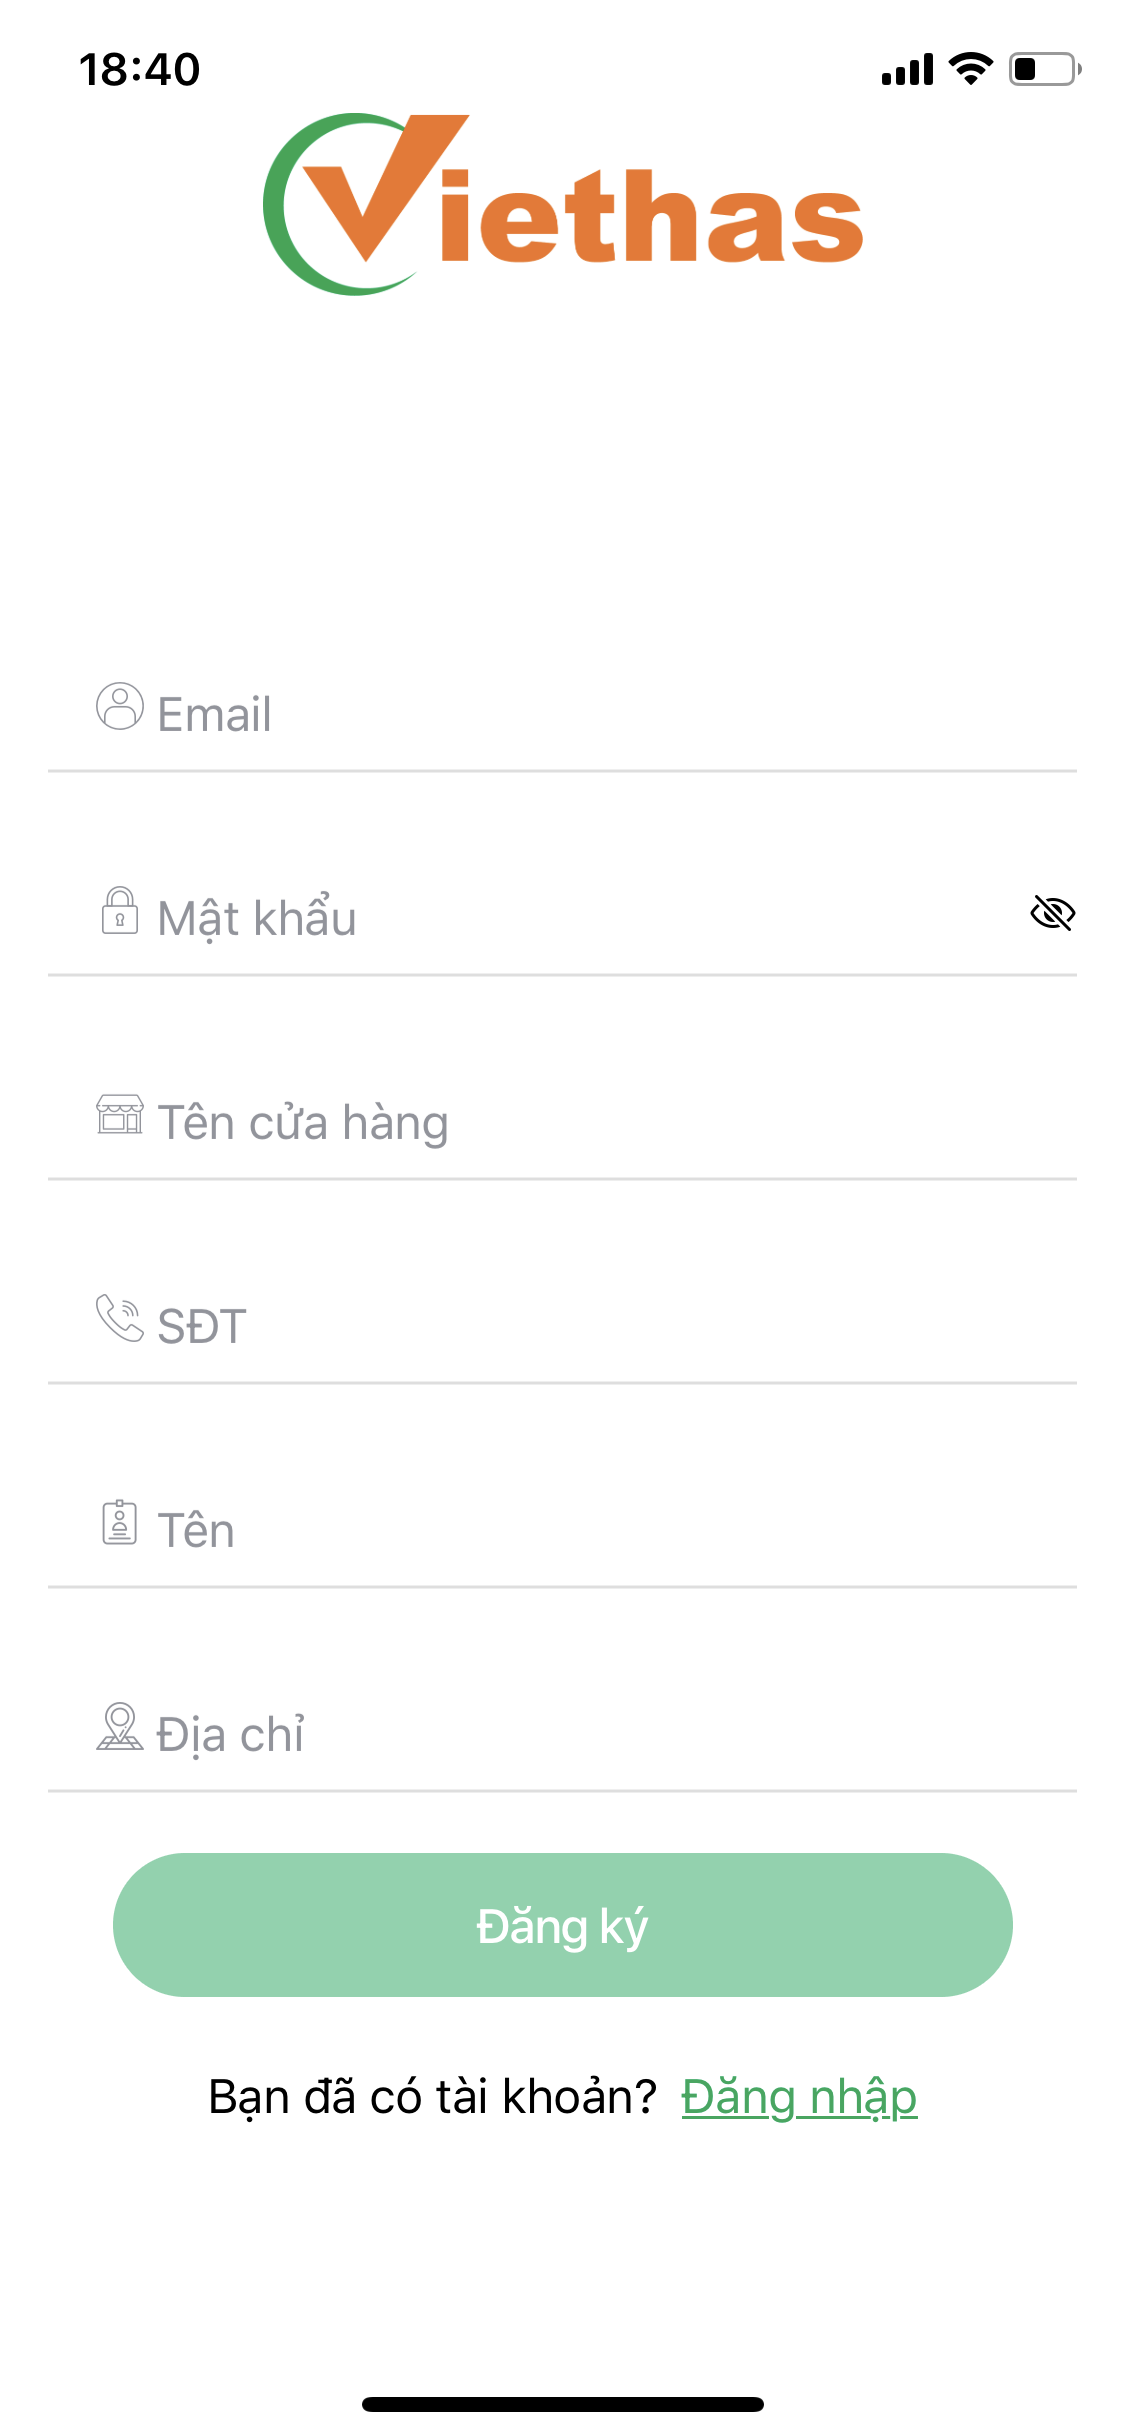 18:40
Viethas
Email
Mật khẩu
Tên cửa hàng
SĐT
Tên
Địa chỉ
Đăng ký
Bạn đã có tài khoản? Đăng nhập